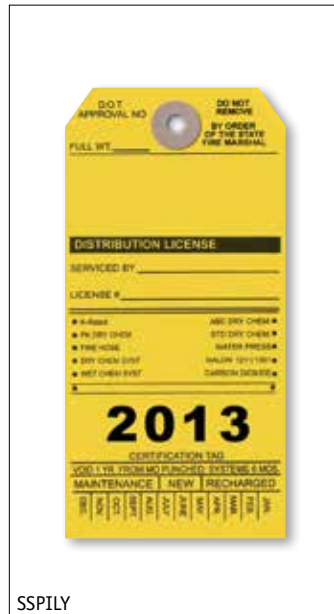 D.O.T.
APPROVAL NO
DO NOT
REMOVE
BY ORDER
OF THE STATE
FIRE MARSHAL
FULL WT.
DISTRIBUTION LICENSE
SERVICED BY
LICENSE #
A-Rated
ABC DRY CHEM
PK DRY CHEM
STD DRY CHEM
FIRE HOSE
WATER PRESS
DRY CHEM SYST
HALON 1211/1301
WET CHEM SYST
CARBON DIOXIDE
2013
CERTIFICATION TAG
VOID 1 YR. FROM MO PUNCHED: SYSTEMS 6 MOS.
MAINTENANCE NEW RECHARGED
DEC. NOV. OCT. SEPT. AUG. JULY JUNE MAY APR. MAR. FEB. JAN.
SSPILY